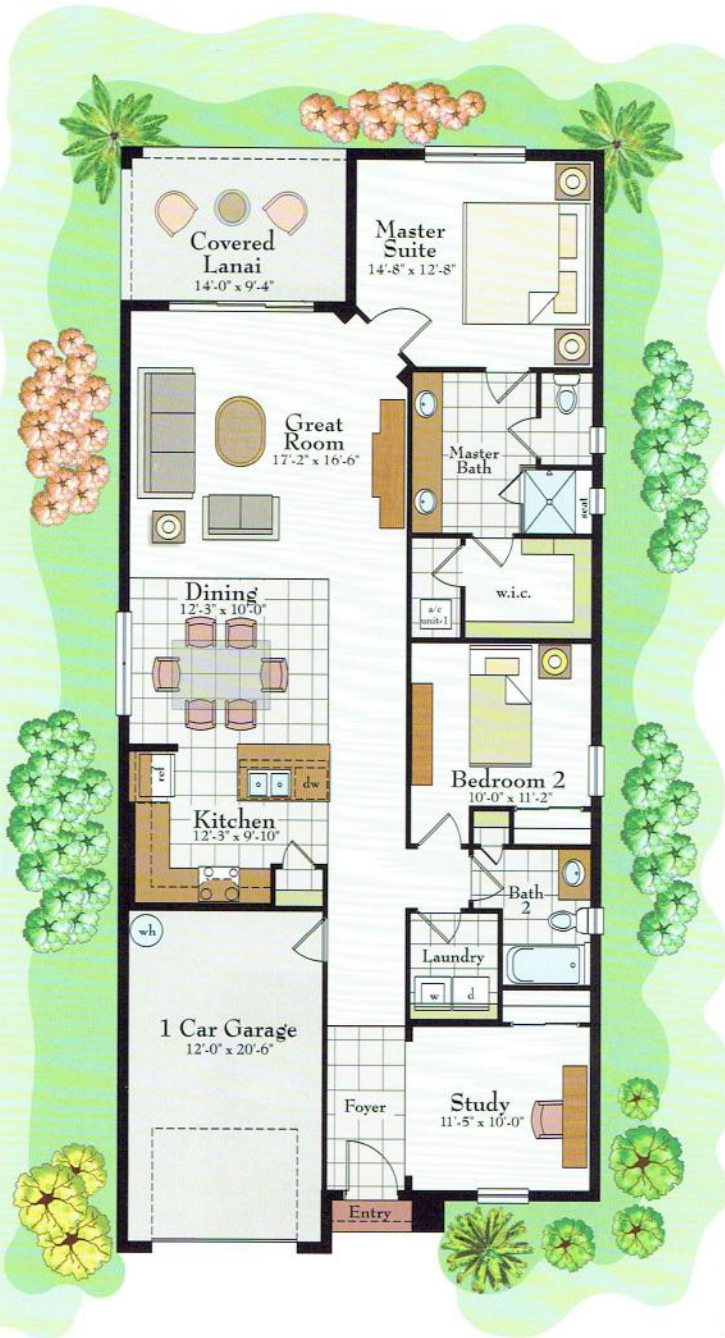 Covered
Lanai
14'-0" x 9'-4"
Master
Suite
14'-8" x 12'-8"
Great
Room
17'-2" x 16'-6"
Master
Bath
seat
Dining
12'-3" x 10'-0"
a/c
unit-1
w.i.c.
ref
dw
Kitchen
12'-3" x 9'-10"
Bedroom 2
10'-0" x 11'-2"
Bath
2
wh
Laundry
w
d
1 Car Garage
12'-0" x 20'-6"
Foyer
Study
11'-5" x 10'-0"
Entry